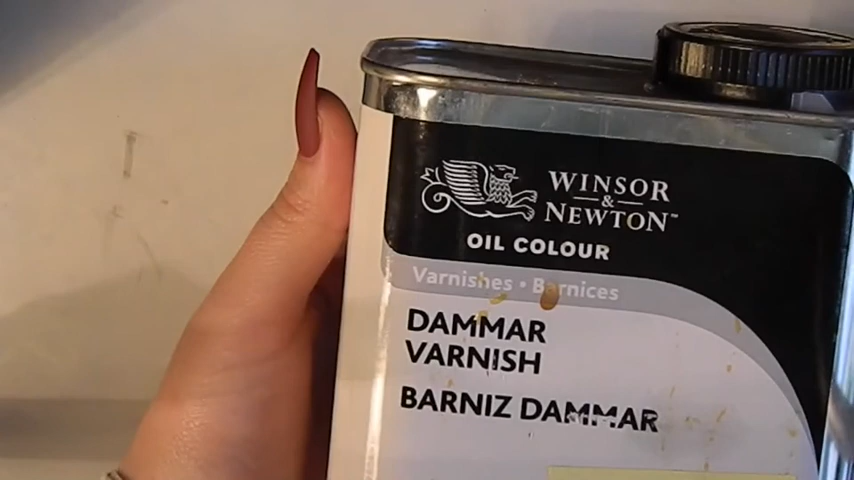 WINSOR
&
NEWTON™
OIL COLOUR
Varnishes • Barnices
DAMMAR
VARNISH
BARNIZ DAMMAR